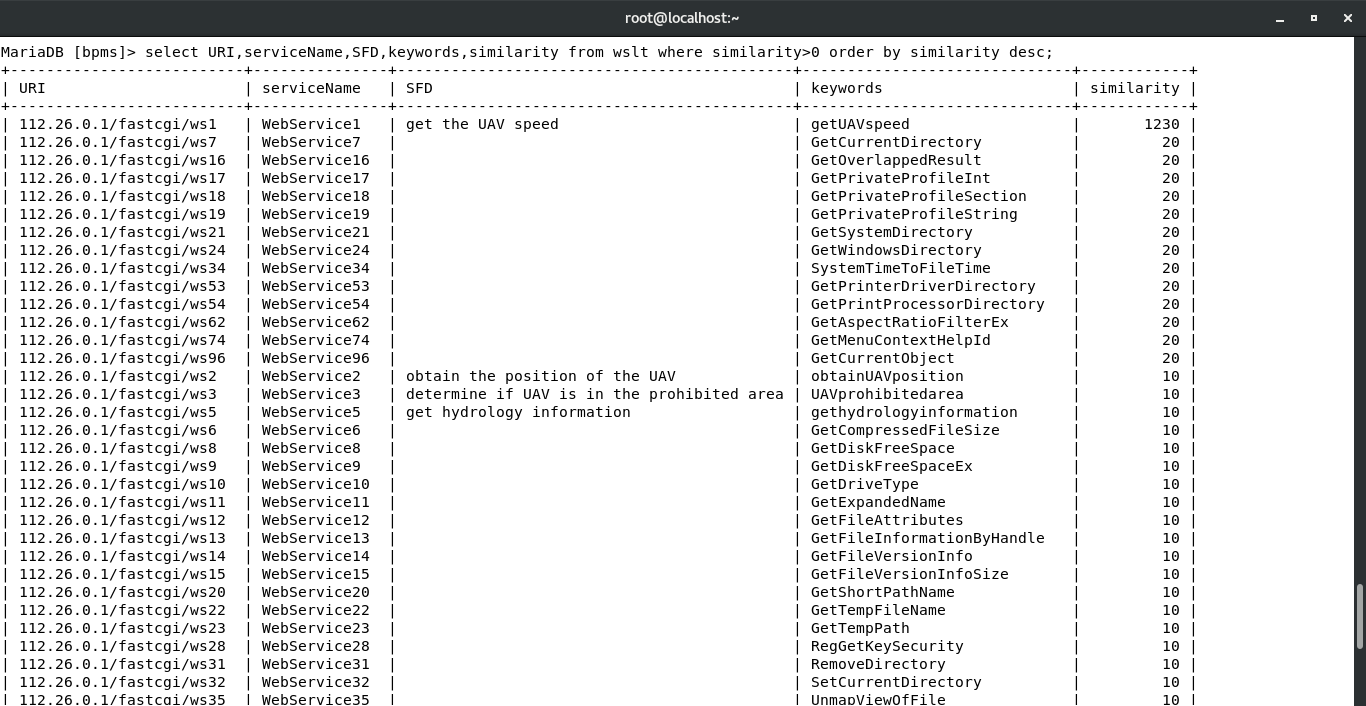 root@localhost:~
MariaDB [bpms]> select URI,serviceName,SFD,keywords,similarity from wslt where similarity>0 order by similarity desc;
+--------------------------+---------------+--------------------------------------------+------------------------------+------------+
| URI                      | serviceName   | SFD                                        | keywords                     | similarity |
+--------------------------+---------------+--------------------------------------------+------------------------------+------------+
| 112.26.0.1/fastcgi/ws1   | WebService1   | get the UAV speed                          | getUAVspeed                  |       1230 |
| 112.26.0.1/fastcgi/ws7   | WebService7   |                                            | GetCurrentDirectory          |         20 |
| 112.26.0.1/fastcgi/ws16  | WebService16  |                                            | GetOverlappedResult          |         20 |
| 112.26.0.1/fastcgi/ws17  | WebService17  |                                            | GetPrivateProfileInt         |         20 |
| 112.26.0.1/fastcgi/ws18  | WebService18  |                                            | GetPrivateProfileSection     |         20 |
| 112.26.0.1/fastcgi/ws19  | WebService19  |                                            | GetPrivateProfileString      |         20 |
| 112.26.0.1/fastcgi/ws21  | WebService21  |                                            | GetSystemDirectory           |         20 |
| 112.26.0.1/fastcgi/ws24  | WebService24  |                                            | GetWindowsDirectory          |         20 |
| 112.26.0.1/fastcgi/ws34  | WebService34  |                                            | SystemTimeToFileTime         |         20 |
| 112.26.0.1/fastcgi/ws53  | WebService53  |                                            | GetPrinterDriverDirectory    |         20 |
| 112.26.0.1/fastcgi/ws54  | WebService54  |                                            | GetPrintProcessorDirectory   |         20 |
| 112.26.0.1/fastcgi/ws62  | WebService62  |                                            | GetAspectRatioFilterEx       |         20 |
| 112.26.0.1/fastcgi/ws74  | WebService74  |                                            | GetMenuContextHelpId         |         20 |
| 112.26.0.1/fastcgi/ws96  | WebService96  |                                            | GetCurrentObject             |         20 |
| 112.26.0.1/fastcgi/ws2   | WebService2   | obtain the position of the UAV             | obtainUAVposition            |         10 |
| 112.26.0.1/fastcgi/ws3   | WebService3   | determine if UAV is in the prohibited area | UAVprohibitedarea            |         10 |
| 112.26.0.1/fastcgi/ws5   | WebService5   | get hydrology information                  | gethydrologyinformation      |         10 |
| 112.26.0.1/fastcgi/ws6   | WebService6   |                                            | GetCompressedFileSize        |         10 |
| 112.26.0.1/fastcgi/ws8   | WebService8   |                                            | GetDiskFreeSpace             |         10 |
| 112.26.0.1/fastcgi/ws9   | WebService9   |                                            | GetDiskFreeSpaceEx           |         10 |
| 112.26.0.1/fastcgi/ws10  | WebService10  |                                            | GetDriveType                 |         10 |
| 112.26.0.1/fastcgi/ws11  | WebService11  |                                            | GetExpandedName              |         10 |
| 112.26.0.1/fastcgi/ws12  | WebService12  |                                            | GetFileAttributes            |         10 |
| 112.26.0.1/fastcgi/ws13  | WebService13  |                                            | GetFileInformationByHandle   |         10 |
| 112.26.0.1/fastcgi/ws14  | WebService14  |                                            | GetFileVersionInfo           |         10 |
| 112.26.0.1/fastcgi/ws15  | WebService15  |                                            | GetFileVersionInfoSize       |         10 |
| 112.26.0.1/fastcgi/ws20  | WebService20  |                                            | GetShortPathName             |         10 |
| 112.26.0.1/fastcgi/ws22  | WebService22  |                                            | GetTempFileName              |         10 |
| 112.26.0.1/fastcgi/ws23  | WebService23  |                                            | GetTempPath                  |         10 |
| 112.26.0.1/fastcgi/ws28  | WebService28  |                                            | RegGetKeySecurity            |         10 |
| 112.26.0.1/fastcgi/ws31  | WebService31  |                                            | RemoveDirectory              |         10 |
| 112.26.0.1/fastcgi/ws32  | WebService32  |                                            | SetCurrentDirectory          |         10 |
| 112.26.0.1/fastcgi/ws35  | WebService35  |                                            | UnmapViewOfFile              |         10 |